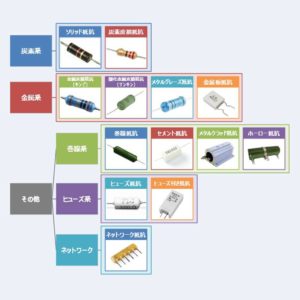 炭素系
ソリッド抵抗
炭素皮膜抵抗
金属系
金属皮膜抵抗
(キンピ)
酸化金属皮膜抵抗
(サンキン)
メタルグレーズ抵抗
金属板抵抗
その他
巻線系
巻線抵抗
セメント抵抗
メタルクラッド抵抗
ホーロー抵抗
ヒューズ系
ヒューズ抵抗
ヒューズ付き抵抗
ネットワーク
ネットワーク抵抗